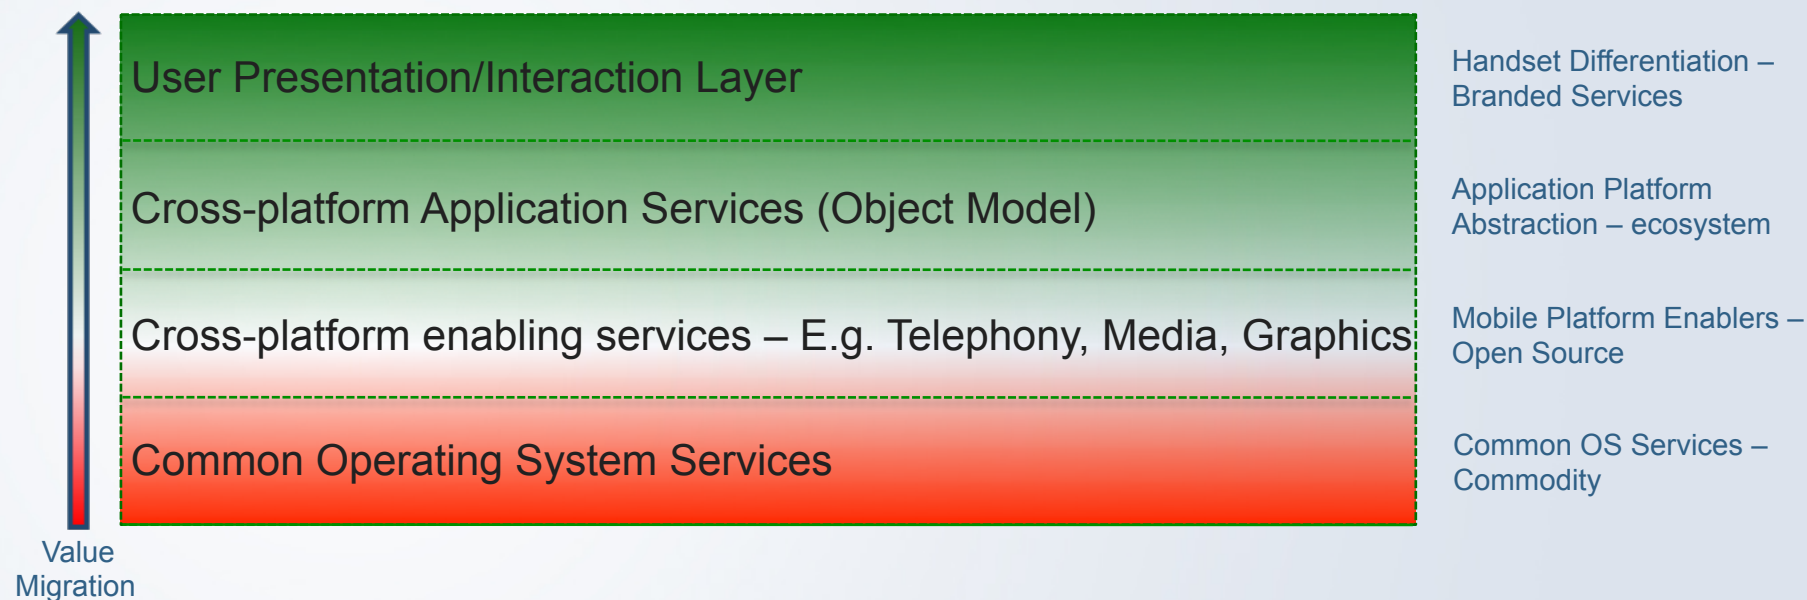 User Presentation/Interaction Layer
Handset Differentiation –
Branded Services
Cross-platform Application Services (Object Model)
Application Platform
Abstraction – ecosystem
Cross-platform enabling services – E.g. Telephony, Media, Graphics
Mobile Platform Enablers –
Open Source
Common Operating System Services
Common OS Services –
Commodity
Value
Migration